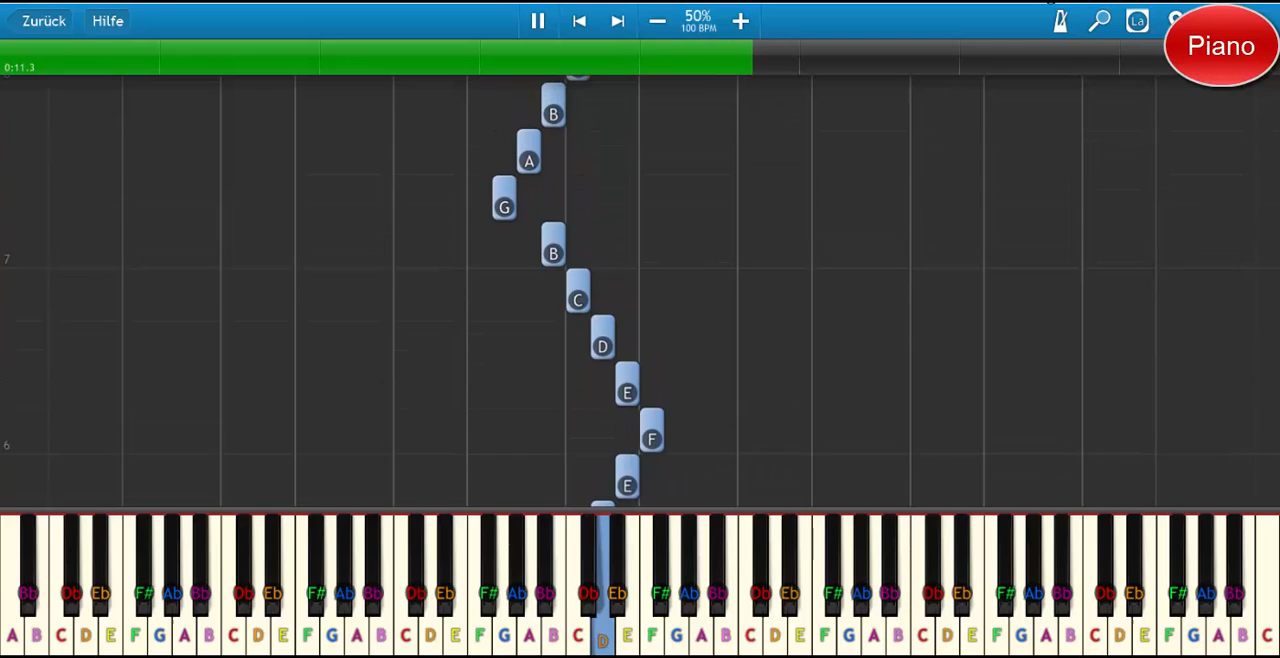 Zurück Hilfe 50% La Piano
100 BPM
0:11.3
B
A
G
B
7
C
D
E
F
6
E
Bb Db Eb F# Ab Bb Db Eb F# Ab Bb Db Eb F# Ab Bb Db Eb F# Ab Bb Db Eb F# Ab Bb Db Eb F# Ab Bb Db Eb F# Ab Bb
A B C D E F G A B C D E F G A B C D E F G A B C D E F G A B C D E F G A B C D E F G A B C D E F G A B C